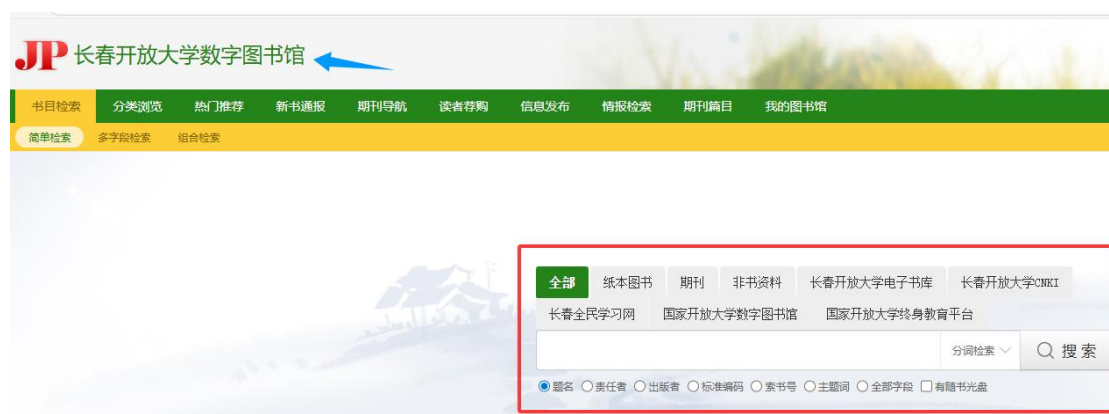 JP 长春开放大学数字图书馆
书目检索 分类浏览 热门推荐 新书通报 期刊导航 读者荐购 信息发布 情报检索 期刊篇目 我的图书馆
简单检索 多字段检索 组合检索
全部 纸本图书 期刊 非书资料 长春开放大学电子书库 长春开放大学CNKI
长春全民学习网 国家开放大学数字图书馆 国家开放大学终身教育平台
分词检索 搜索
题名 责任者 出版者 标准编码 索书号 主题词 全部字段 有随书光盘